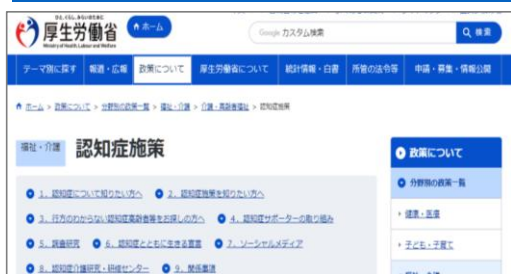 ひと、くらし、みらいのために
厚生労働省
Ministry of Health, Labour and Welfare
ホーム
Google カスタム検索
検索
テーマ別に探す 報道・広報 政策について 厚生労働省について 統計情報・白書 所管の法令等 申請・募集・情報公開
ホーム > 政策について > 分野別の政策一覧 > 福祉・介護 > 介護・高齢者福祉 > 認知症施策
福祉・介護 認知症施策
1．認知症について知りたい方へ 2．認知症施策を知りたい方へ
3．行方のわからない認知症高齢者等をお探しの方へ 4．認知症サポーターの取り組み
5．調査研究 6．認知症とともに生きる宣言 7．ソーシャルメディア
8．認知症介護研究・研修センター 9．関係團
政策について
分野別の政策一覧
健康・医療
子ども・子育て
福祉・介護